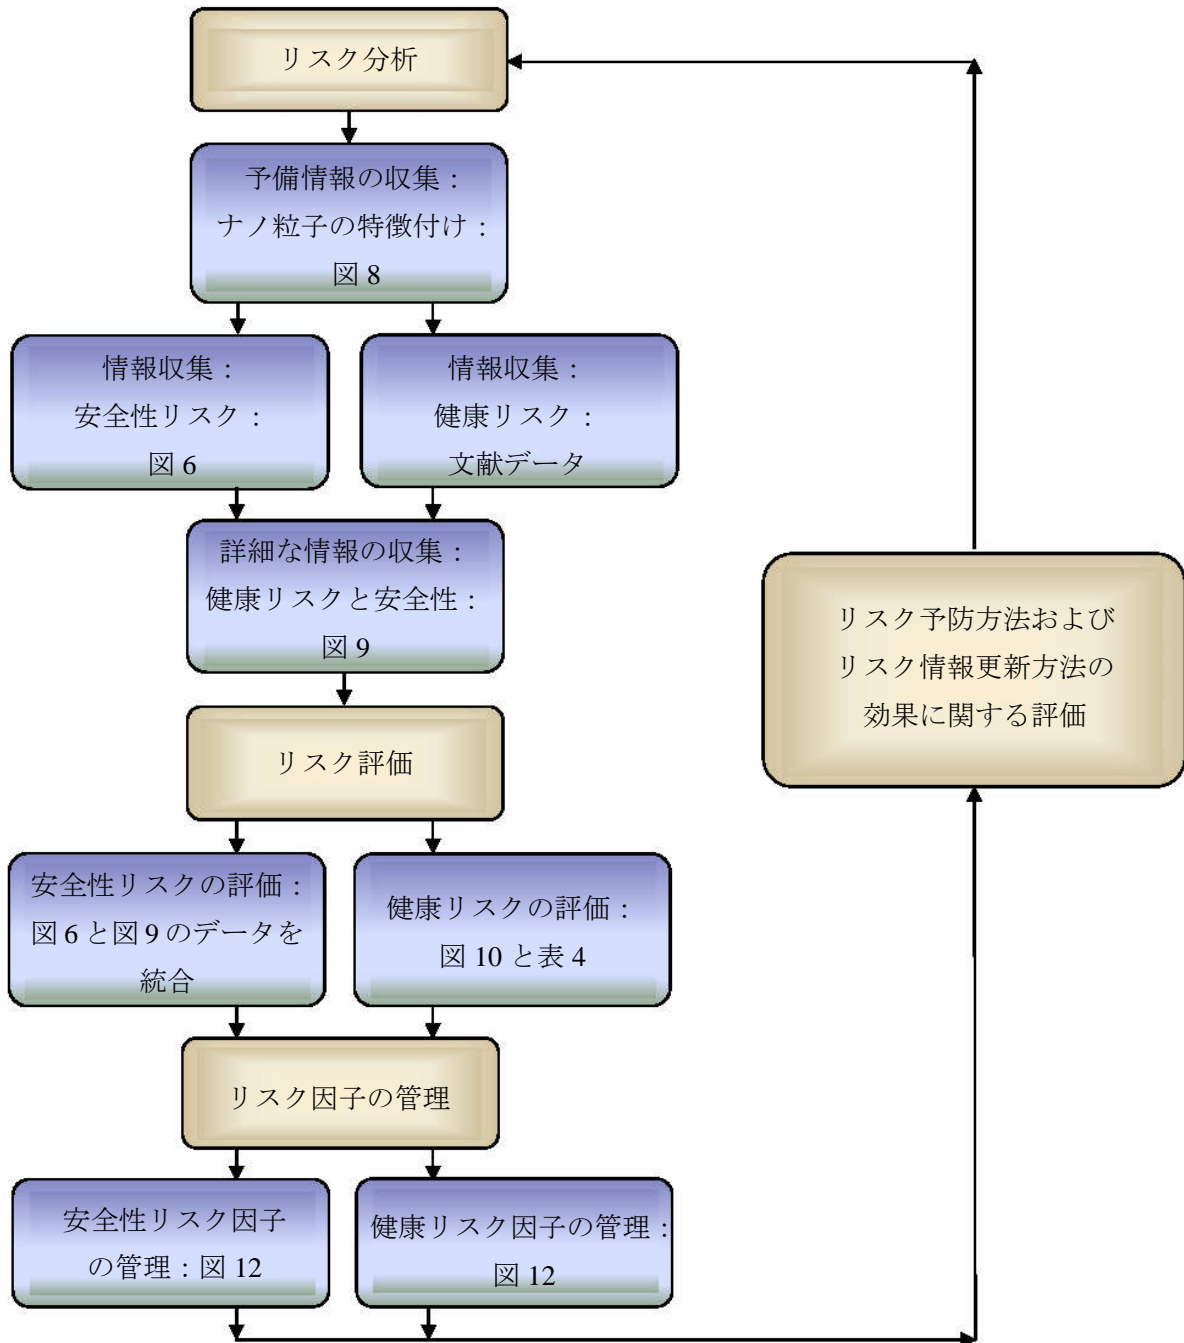 リスク分析
予備情報の収集：
ナノ粒子の特徴付け：
図 8
情報収集：
安全性リスク：
図 6
情報収集：
健康リスク：
文献データ
詳細な情報の収集：
健康リスクと安全性：
図 9
リスク評価
安全性リスクの評価：
図 6 と図 9 のデータを
統合
健康リスクの評価：
図 10 と表 4
リスク因子の管理
安全性リスク因子
の管理：図 12
健康リスク因子の管理：
図 12
リスク予防方法および
リスク情報更新方法の
効果に関する評価